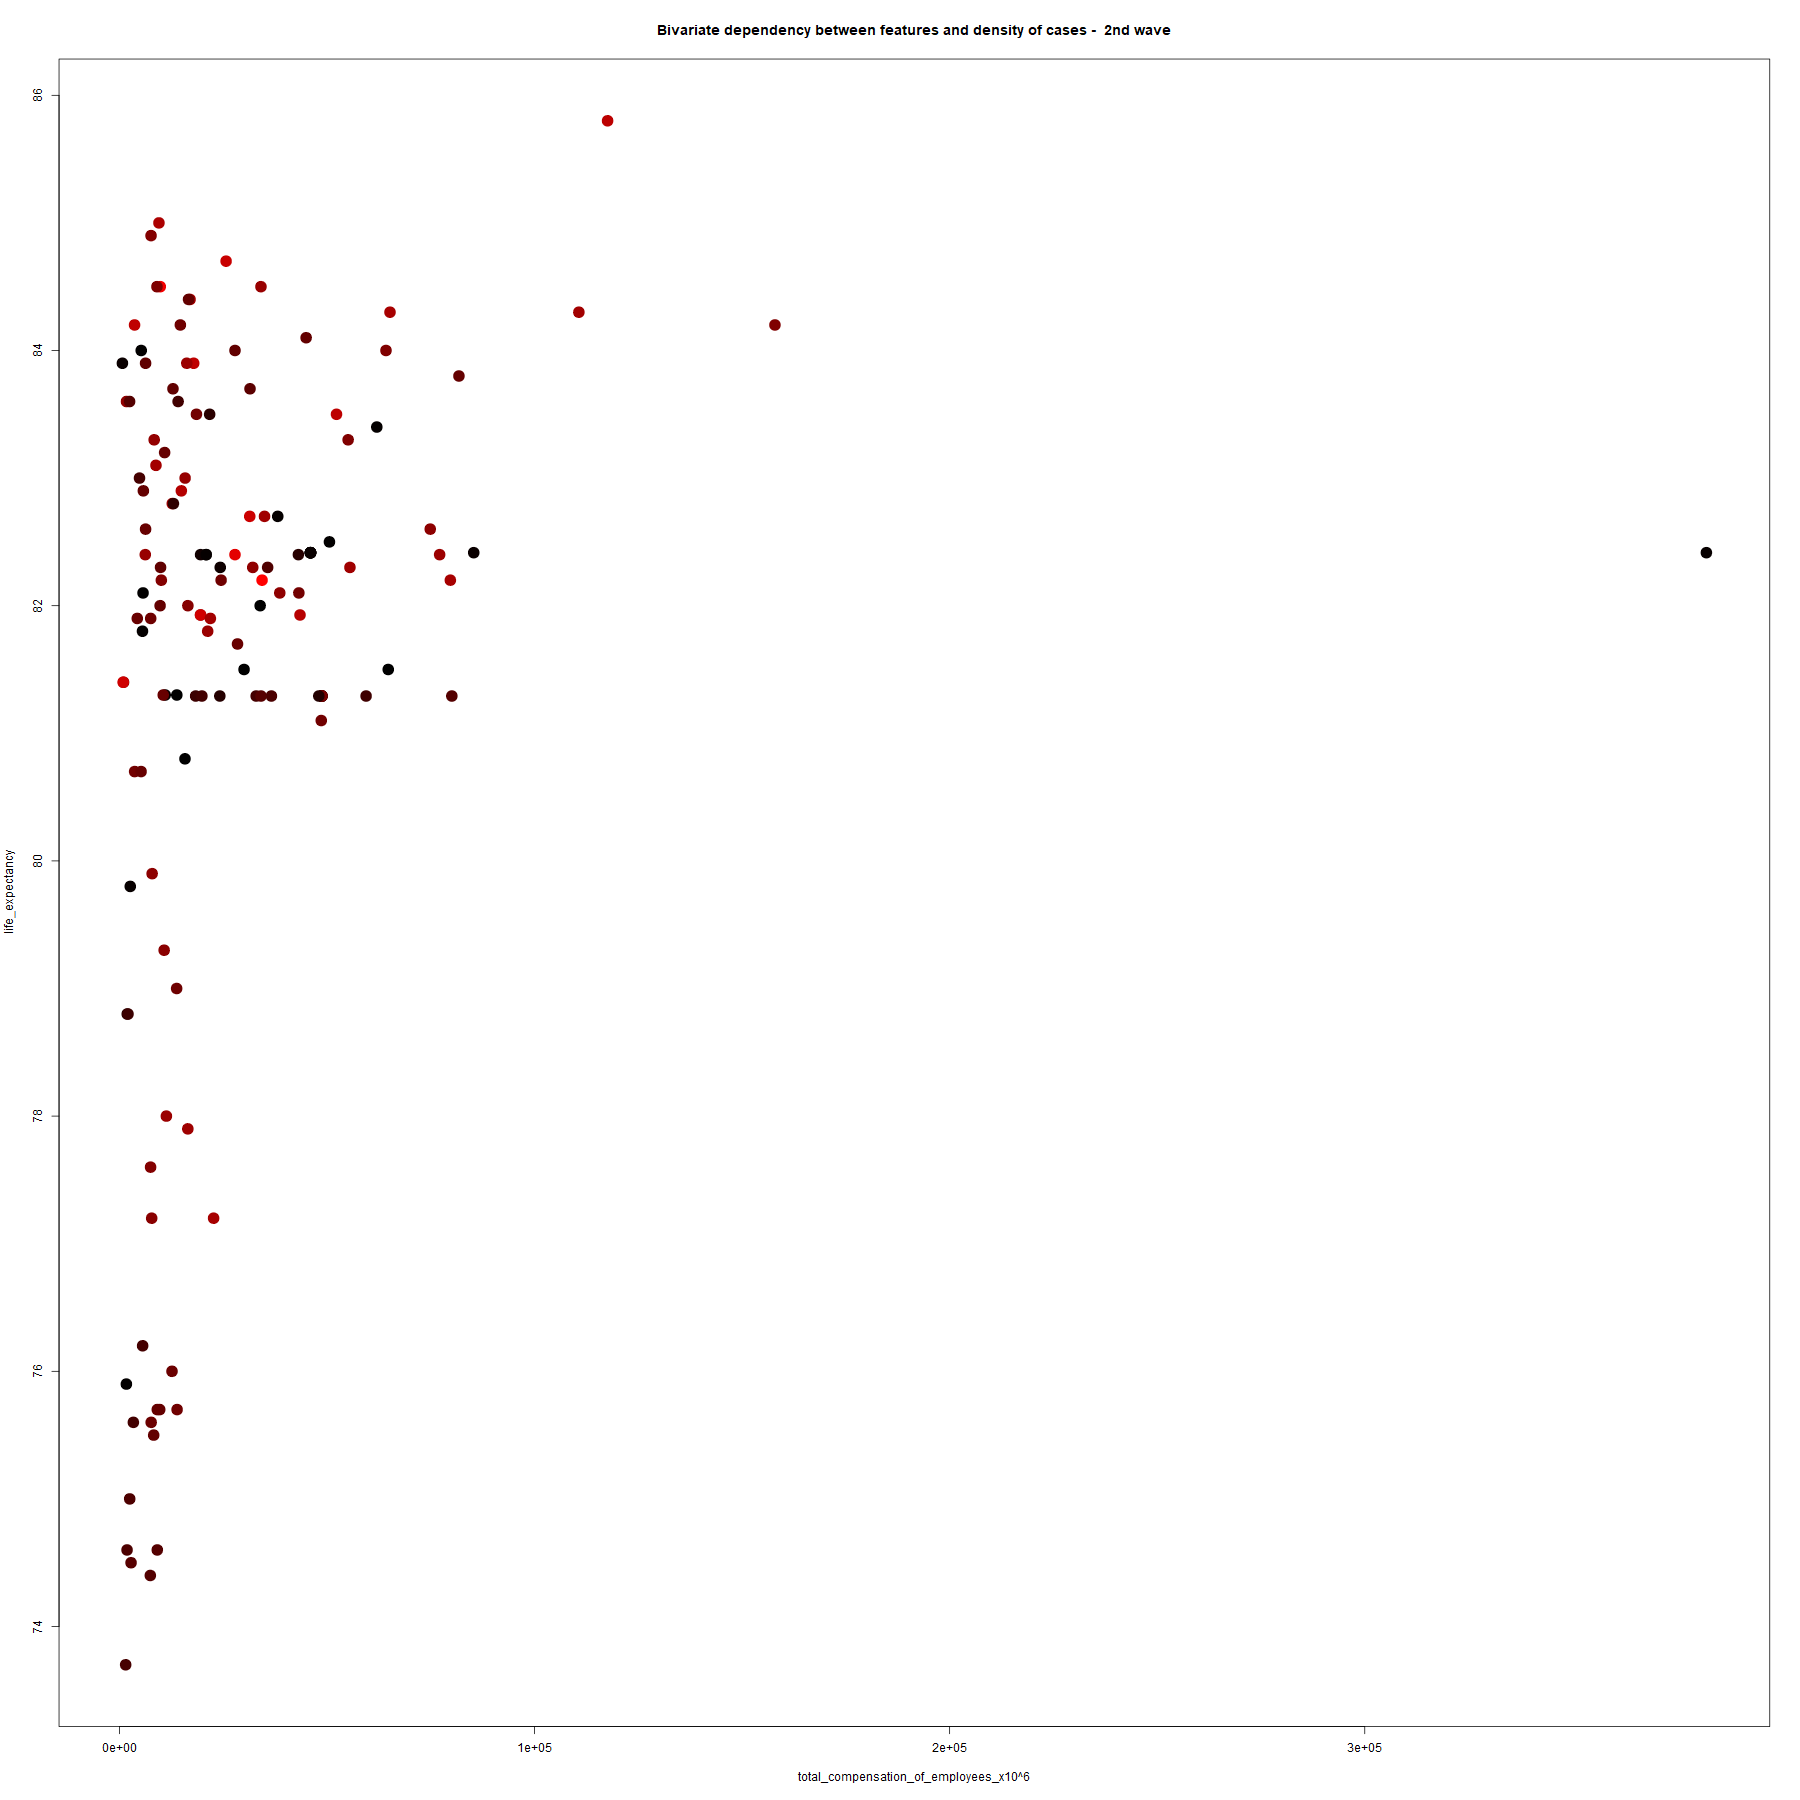 Bivariate dependency between features and density of cases -  2nd wave
86
84
82
80
78
76
74
life_expectancy
0e+00 1e+05 2e+05 3e+05
total_compensation_of_employees_x10^6